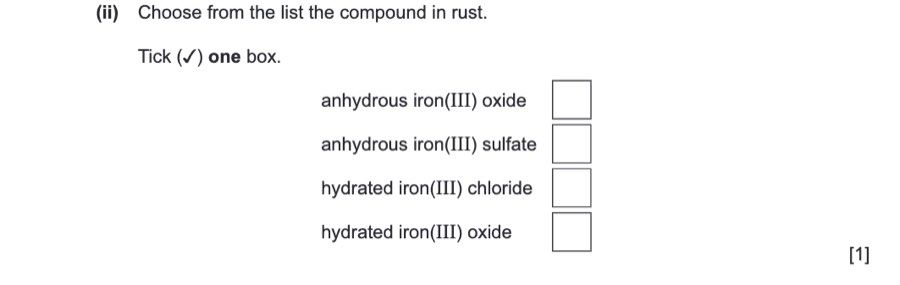 (ii) Choose from the list the compound in rust.
Tick (✓) one box.
anhydrous iron(III) oxide
anhydrous iron(III) sulfate
hydrated iron(III) chloride
hydrated iron(III) oxide
[1]